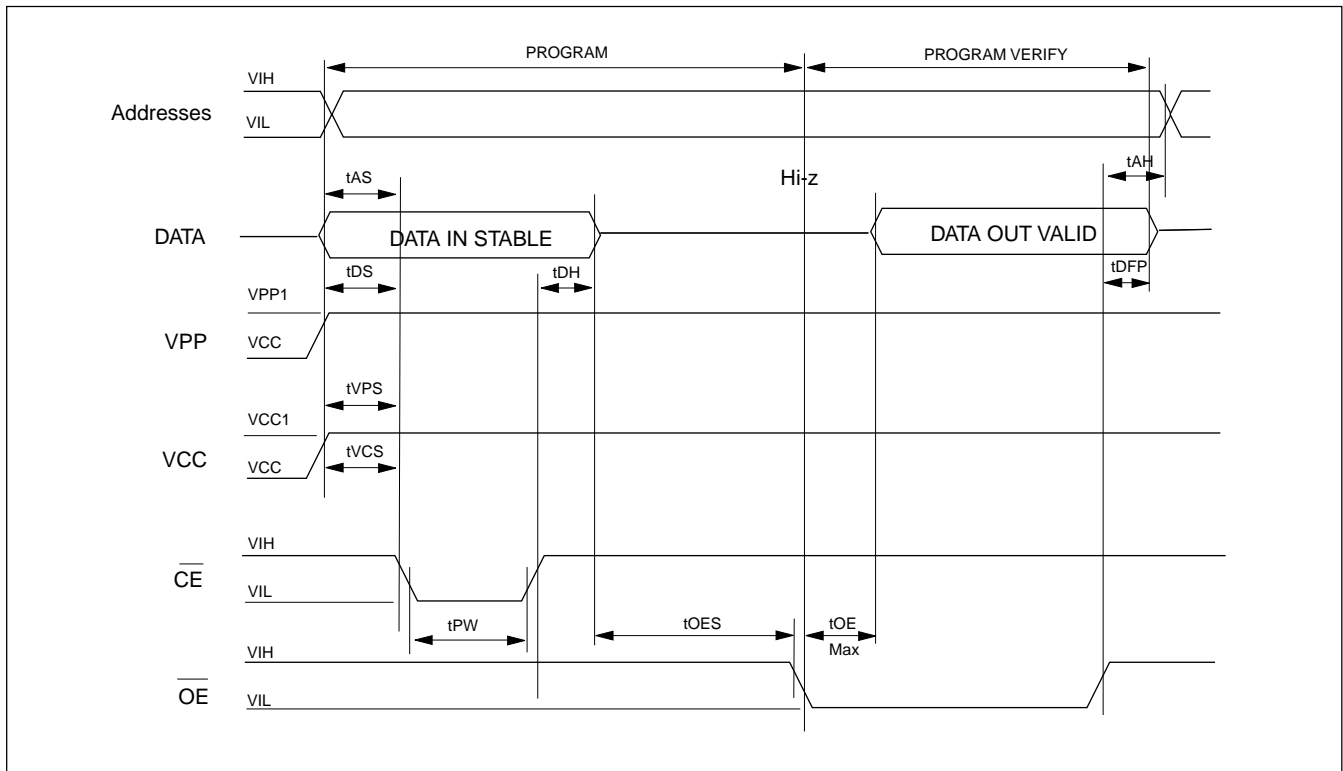 PROGRAM
PROGRAM VERIFY
VIH
Addresses
VIL
tAS
Hi-z
tAH
DATA
DATA IN STABLE
DATA OUT VALID
tDS
tDH
tDFP
VPP1
VPP
VCC
tVPS
VCC1
VCC
VCC
tVCS
VIH
CE
VIL
tPW
tOES
tOE
Max
VIH
OE
VIL